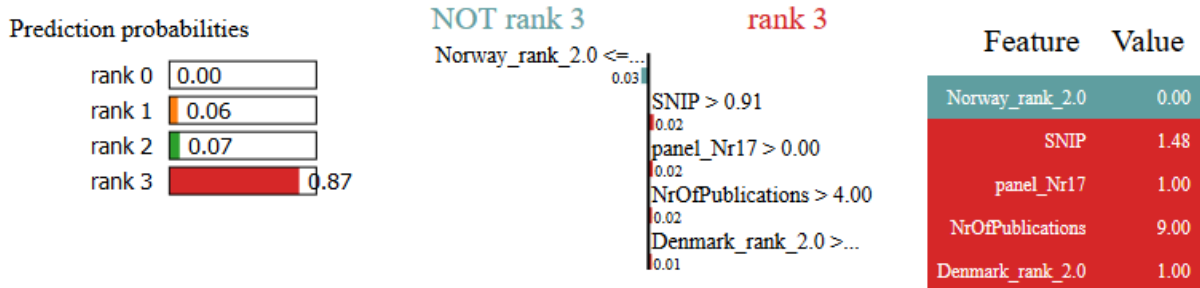 Prediction probabilities
rank 0 0.00
rank 1 0.06
rank 2 0.07
rank 3 0.87
NOT rank 3 rank 3
Norway_rank_2.0 <=...
0.03
SNIP > 0.91
0.02
panel_Nr17 > 0.00
0.02
NrOfPublications > 4.00
0.02
Denmark_rank_2.0 >...
0.01
Feature Value
Norway_rank_2.0 0.00
SNIP 1.48
panel_Nr17 1.00
NrOfPublications 9.00
Denmark_rank_2.0 1.00